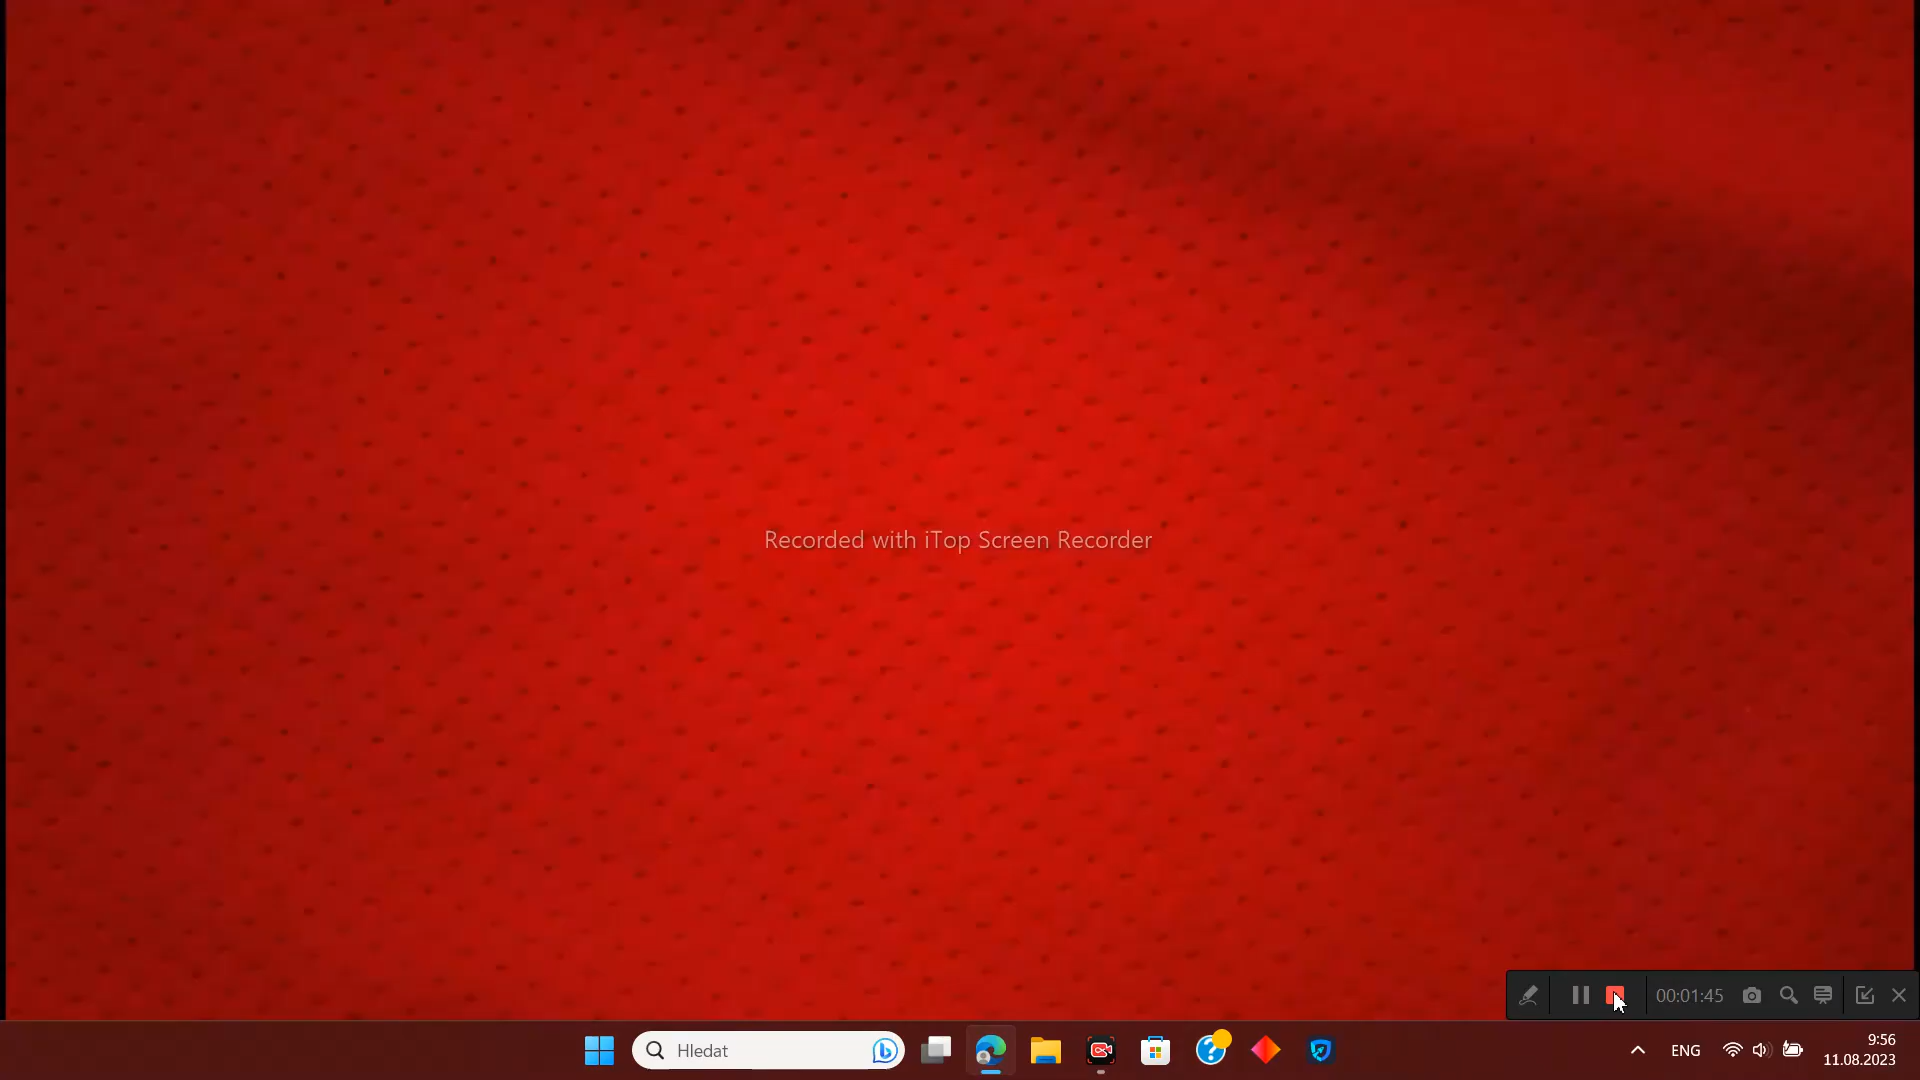 Recorded with iTop Screen Recorder
00:01:45
Hledat
ENG
9:56
11.08.2023